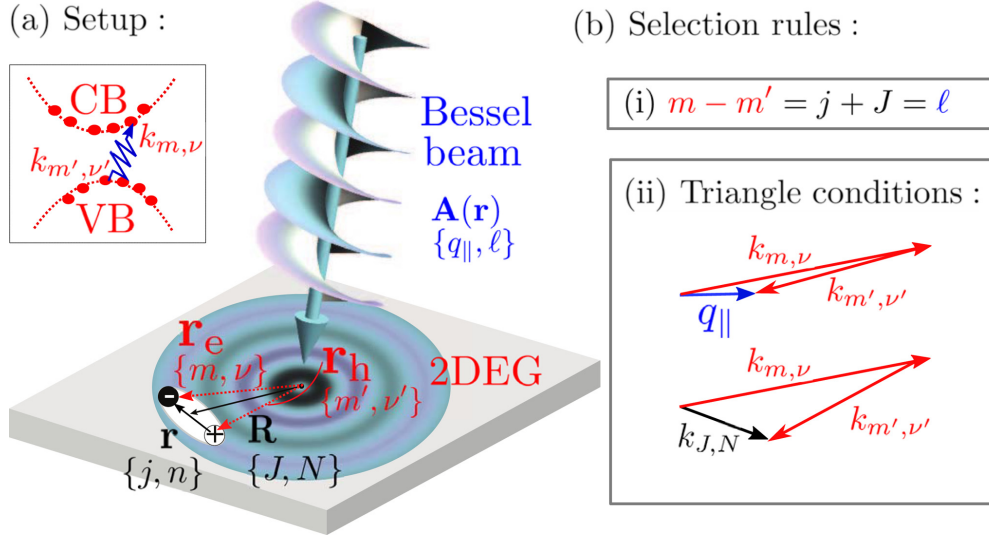 (a) Setup :
CB
k_{m,ν}
k_{m′,ν′}
VB
Bessel
beam
A(r)
{q_∥, ℓ}
r_e
{m, ν}
r_h
{m′, ν′}
2DEG
-
+
r
{j, n}
R
{J, N}
(b) Selection rules :
(i) m − m′ = j + J = ℓ
(ii) Triangle conditions :
k_{m,ν}
k_{m′,ν′}
q_∥
k_{m,ν}
k_{m′,ν′}
k_{J,N}